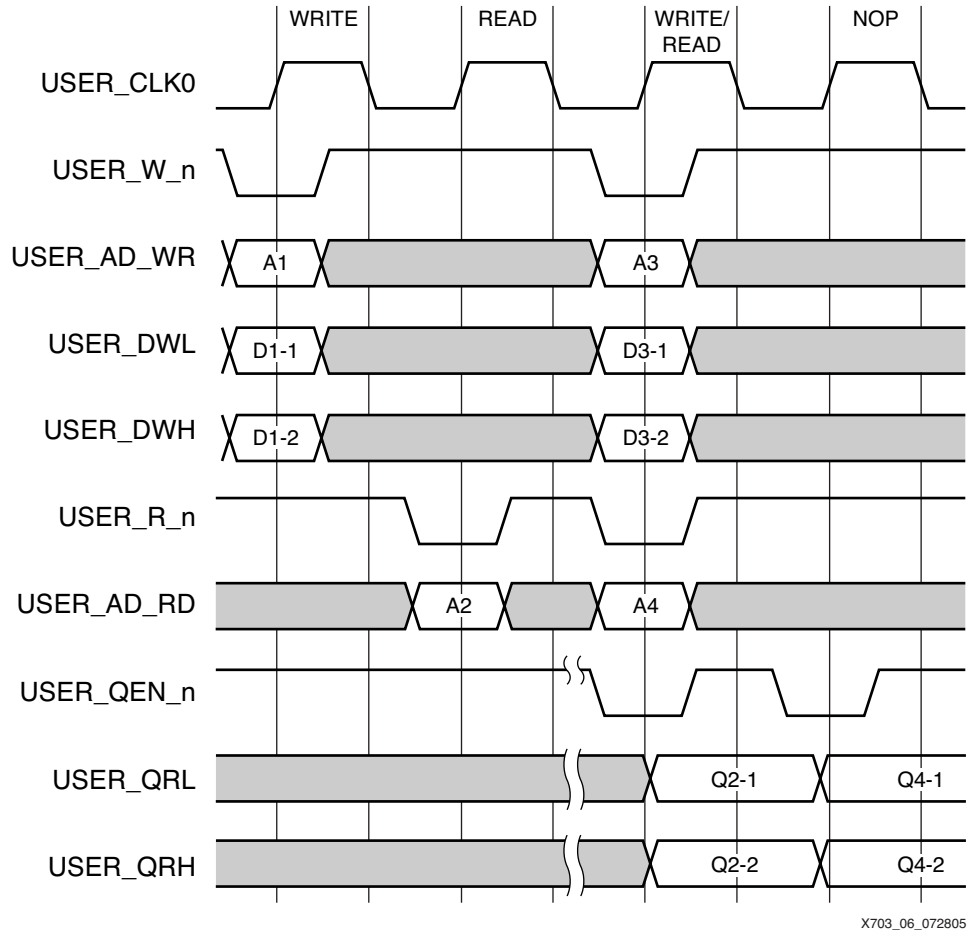 WRITE READ WRITE/ NOP
READ
USER_CLK0
USER_W_n
USER_AD_WR A1 A3
USER_DWL D1-1 D3-1
USER_DWH D1-2 D3-2
USER_R_n
USER_AD_RD A2 A4
USER_QEN_n
USER_QRL Q2-1 Q4-1
USER_QRH Q2-2 Q4-2
X703_06_072805